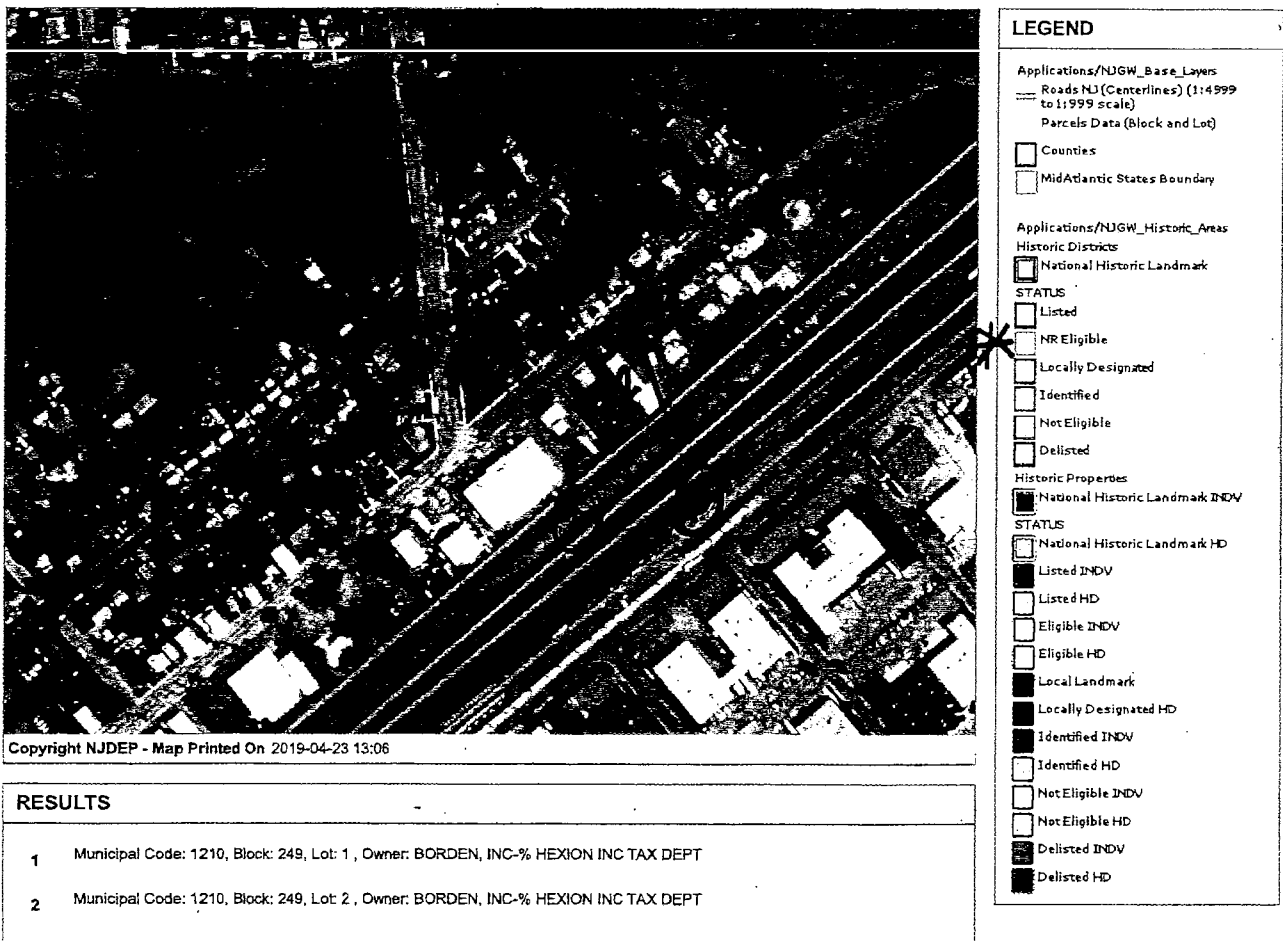 LEGEND
Applications/NJGW_Base_Layers
Roads NJ (Centerlines) (1:4999
to 1:999 scale)
Parcels Data (Block and Lot)
Counties
MidAtlantic States Boundary
Applications/NJGW_Historic_Areas
Historic Districts
National Historic Landmark
STATUS
Listed
NR Eligible
Locally Designated
Identified
Not Eligible
Delisted
Historic Properties
National Historic Landmark INDV
STATUS
National Historic Landmark HD
Listed INDV
Listed HD
Eligible INDV
Eligible HD
Local Landmark
Locally Designated HD
Identified INDV
Identified HD
Not Eligible INDV
Not Eligible HD
Delisted INDV
Delisted HD
Copyright NJDEP - Map Printed On 2019-04-23 13:06
RESULTS
1 Municipal Code: 1210, Block: 249, Lot: 1 , Owner: BORDEN, INC-% HEXION INC TAX DEPT
2 Municipal Code: 1210, Block: 249, Lot: 2 , Owner: BORDEN, INC-% HEXION INC TAX DEPT